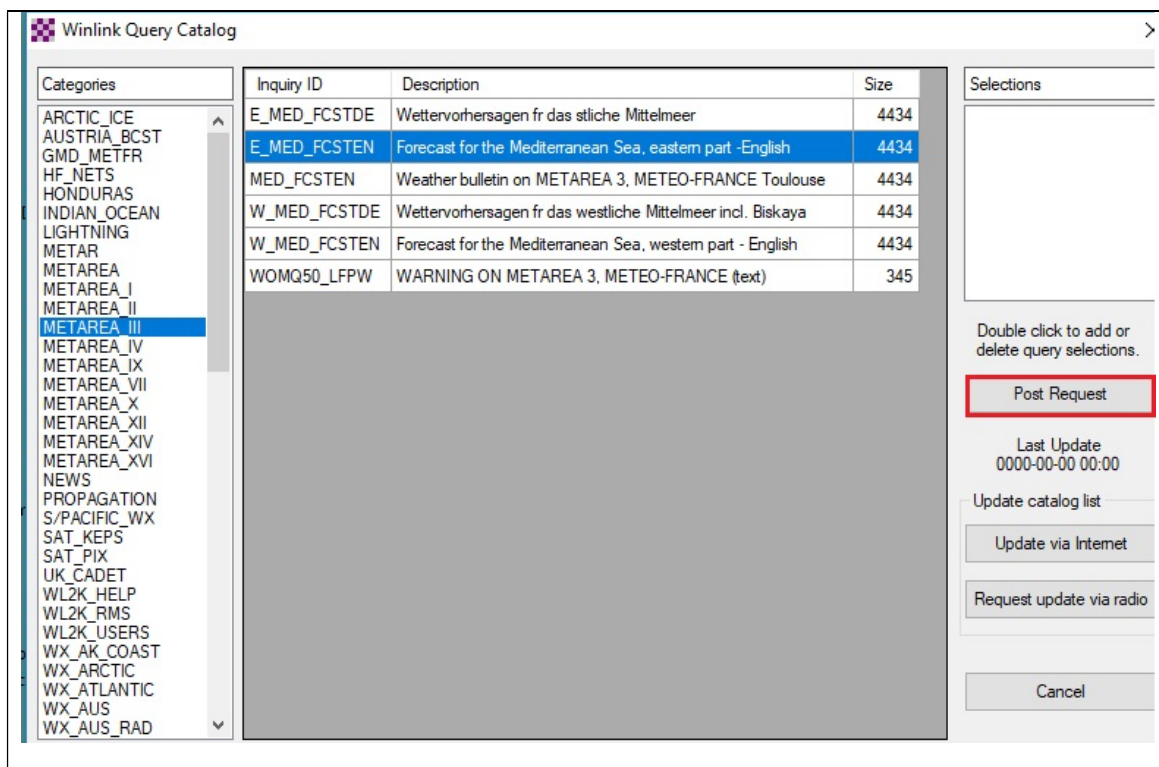 Winlink Query Catalog
Categories
ARCTIC_ICE
AUSTRIA_BCST
GMD_METFR
HF_NETS
HONDURAS
INDIAN_OCEAN
LIGHTNING
METAR
METAREA
METAREA_I
METAREA_II
METAREA_III
METAREA_IV
METAREA_IX
METAREA_VII
METAREA_X
METAREA_XII
METAREA_XIV
METAREA_XVI
NEWS
PROPAGATION
S/PACIFIC_WX
SAT_KEPS
SAT_PIX
UK_CADET
WL2K_HELP
WL2K_RMS
WL2K_USERS
WX_AK_COAST
WX_ARCTIC
WX_ATLANTIC
WX_AUS
WX_AUS_RAD
Inquiry ID Description Size
E_MED_FCSTDE Wettervorhersagen fr das stliche Mittelmeer 4434
E_MED_FCSTEN Forecast for the Mediterranean Sea, eastern part -English 4434
MED_FCSTEN Weather bulletin on METAREA 3, METEO-FRANCE Toulouse 4434
W_MED_FCSTDE Wettervorhersagen fr das westliche Mittelmeer incl. Biskaya 4434
W_MED_FCSTEN Forecast for the Mediterranean Sea, western part - English 4434
WOMQ50_LFPW WARNING ON METAREA 3, METEO-FRANCE (text) 345
Selections
Double click to add or
delete query selections.
Post Request
Last Update
0000-00-00 00:00
Update catalog list
Update via Internet
Request update via radio
Cancel